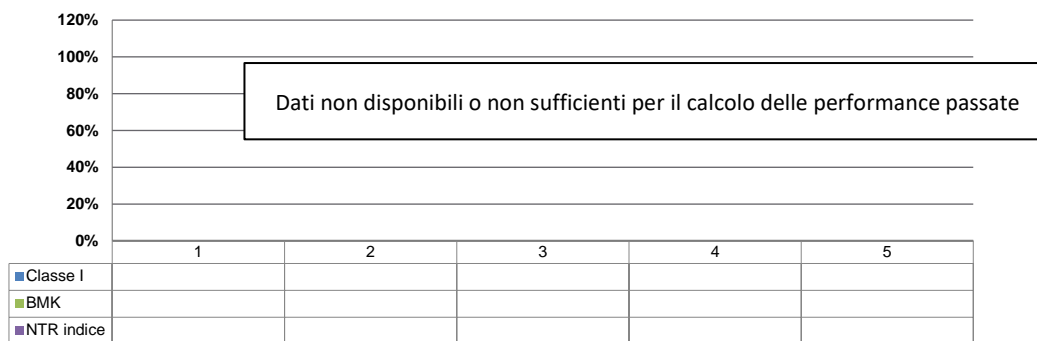 120%
100%
80%
Dati non disponibili o non sufficienti per il calcolo delle performance passate
60%
40%
20%
0%
1 2 3 4 5
Classe I
BMK
NTR indice